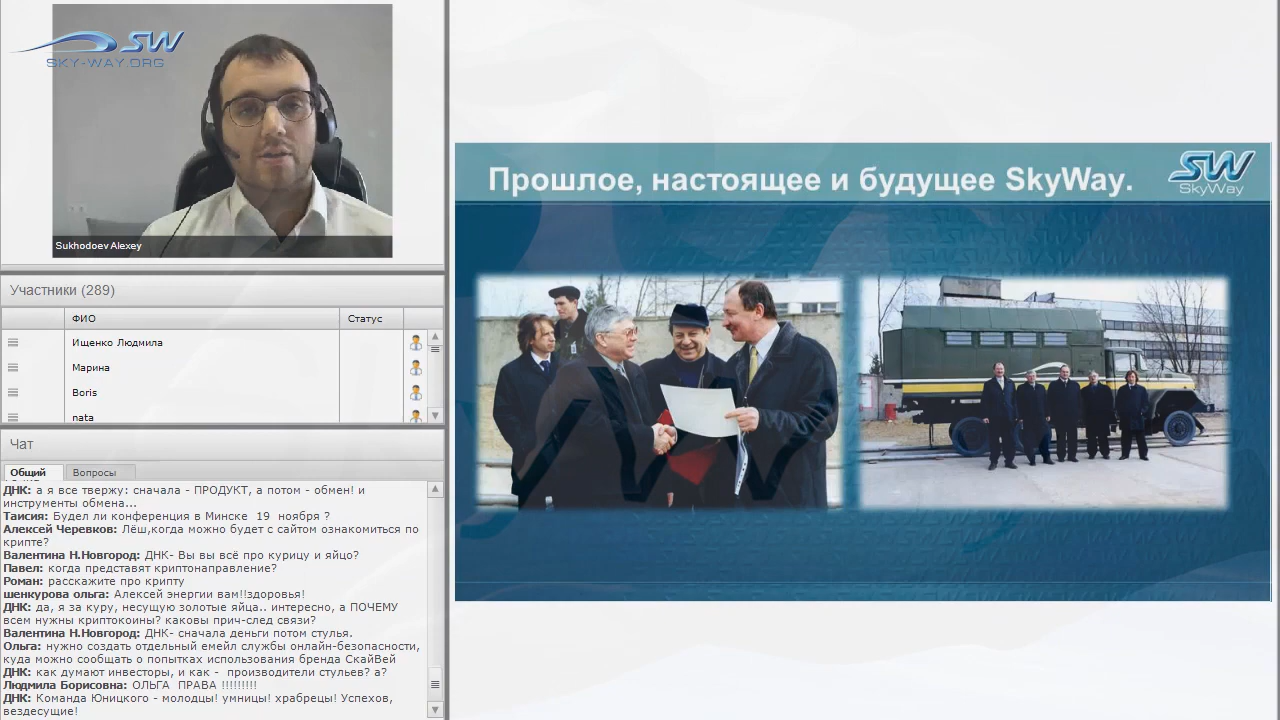 SW
SKY-WAY.ORG
Sukhodoev Alexey
Участники (289)
ФИО
Статус
Ищенко Людмила
Марина
Boris
nata
Чат
Общий
Вопросы
ДНК: а я все твержу: сначала - ПРОДУКТ, а потом - обмен! и
инструменты обмена...
Таисия: Будел ли конференция в Минске 19 ноября ?
Алексей Черевков: Лёш,когда можно будет с сайтом ознакомиться по
крипте?
Валентина Н.Новгород: ДНК- Вы вы всё про курицу и яйцо?
Павел: когда представят криптонаправление?
Роман: расскажите про крипту
шенкурова ольга: Алексей энергии вам!!здоровья!
ДНК: да, я за куру, несущую золотые яйца.. интересно, а ПОЧЕМУ
всем нужны криптокоины? каковы прич-след связи?
Валентина Н.Новгород: ДНК- сначала деньги потом стулья.
Ольга: нужно создать отдельный емейл службы онлайн-безопасности,
куда можно сообщать о попытках использования бренда СкайВей
ДНК: как думают инвесторы, и как - производители стульев? а?
Людмила Борисовна: ОЛЬГА ПРАВА !!!!!!!!!
ДНК: Команда Юницкого - молодцы! умницы! храбрецы! Успехов,
вездесущие!
Прошлое, настоящее и будущее SkyWay.
SW
SkyWay